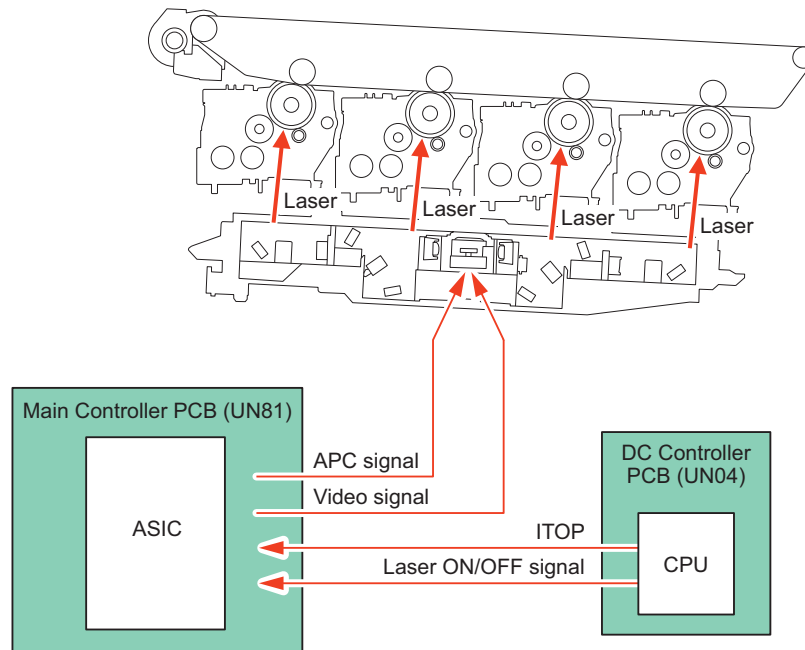 Laser
Laser
Laser
Laser
Main Controller PCB (UN81)
ASIC
APC signal
Video signal
ITOP
Laser ON/OFF signal
DC Controller
PCB (UN04)
CPU